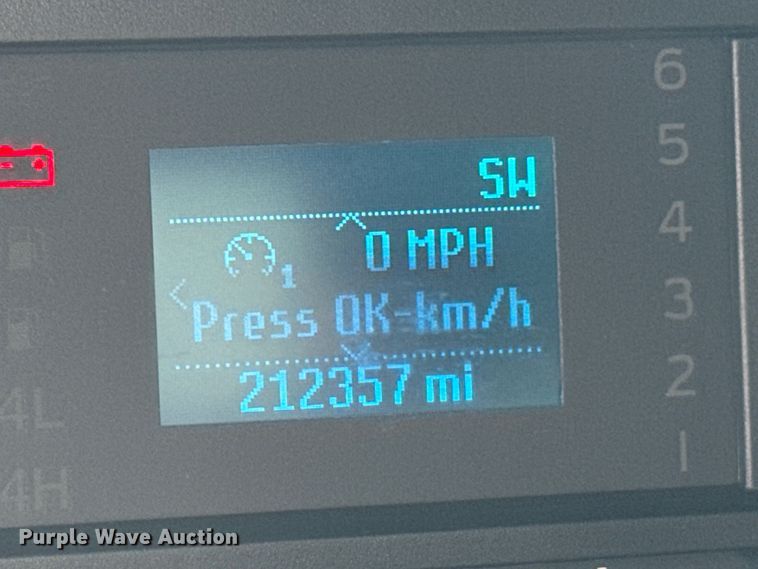 6
5
SW
4
0 MPH
1
3
Press OK-km/h
2
212357 mi
4L
1
4H
Purple Wave Auction